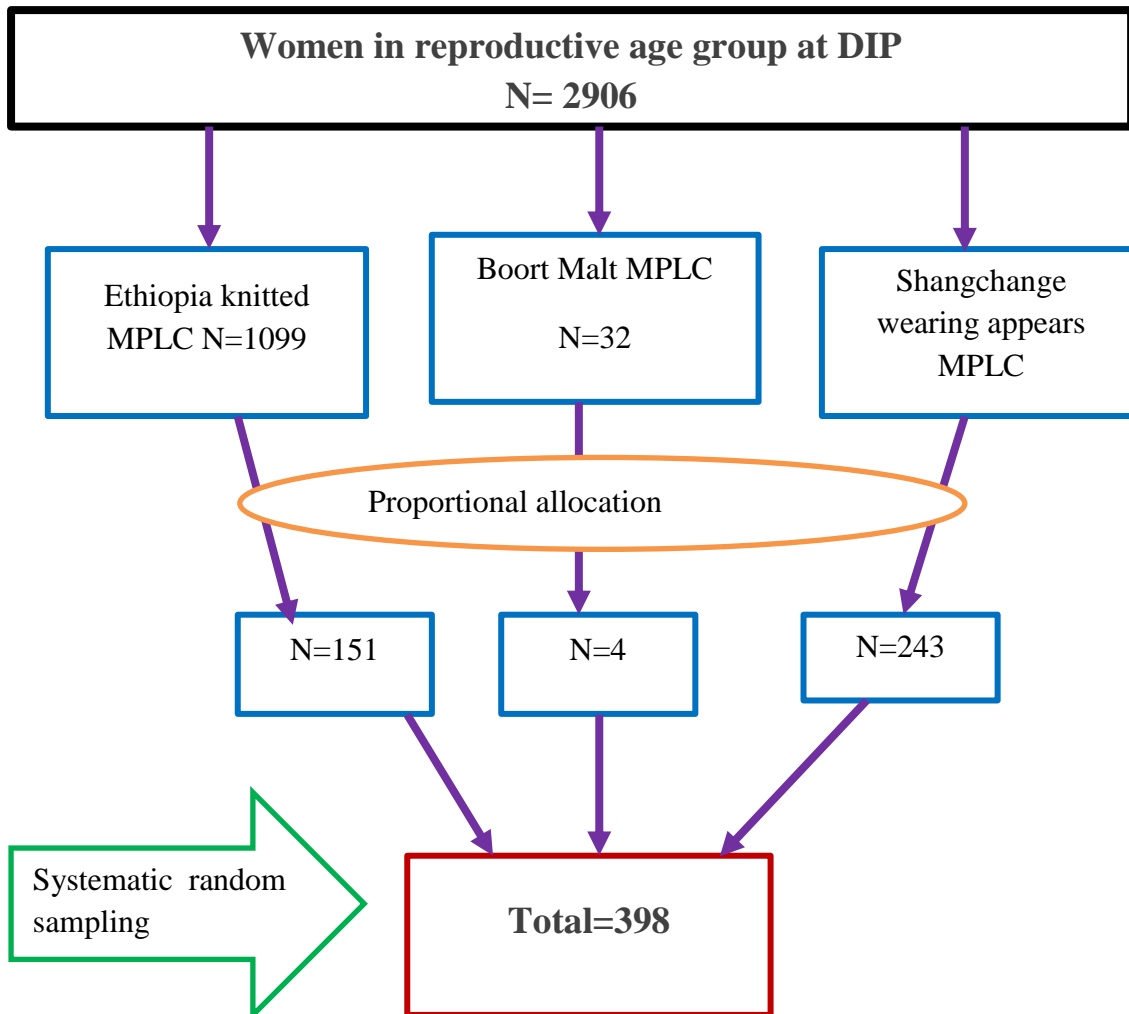 Women in reproductive age group at DIP
N= 2906
Ethiopia knitted
MPLC N=1099
Boort Malt MPLC
N=32
Shangchange
wearing appears
MPLC
Proportional allocation
N=151
N=4
N=243
Systematic random
sampling
Total=398